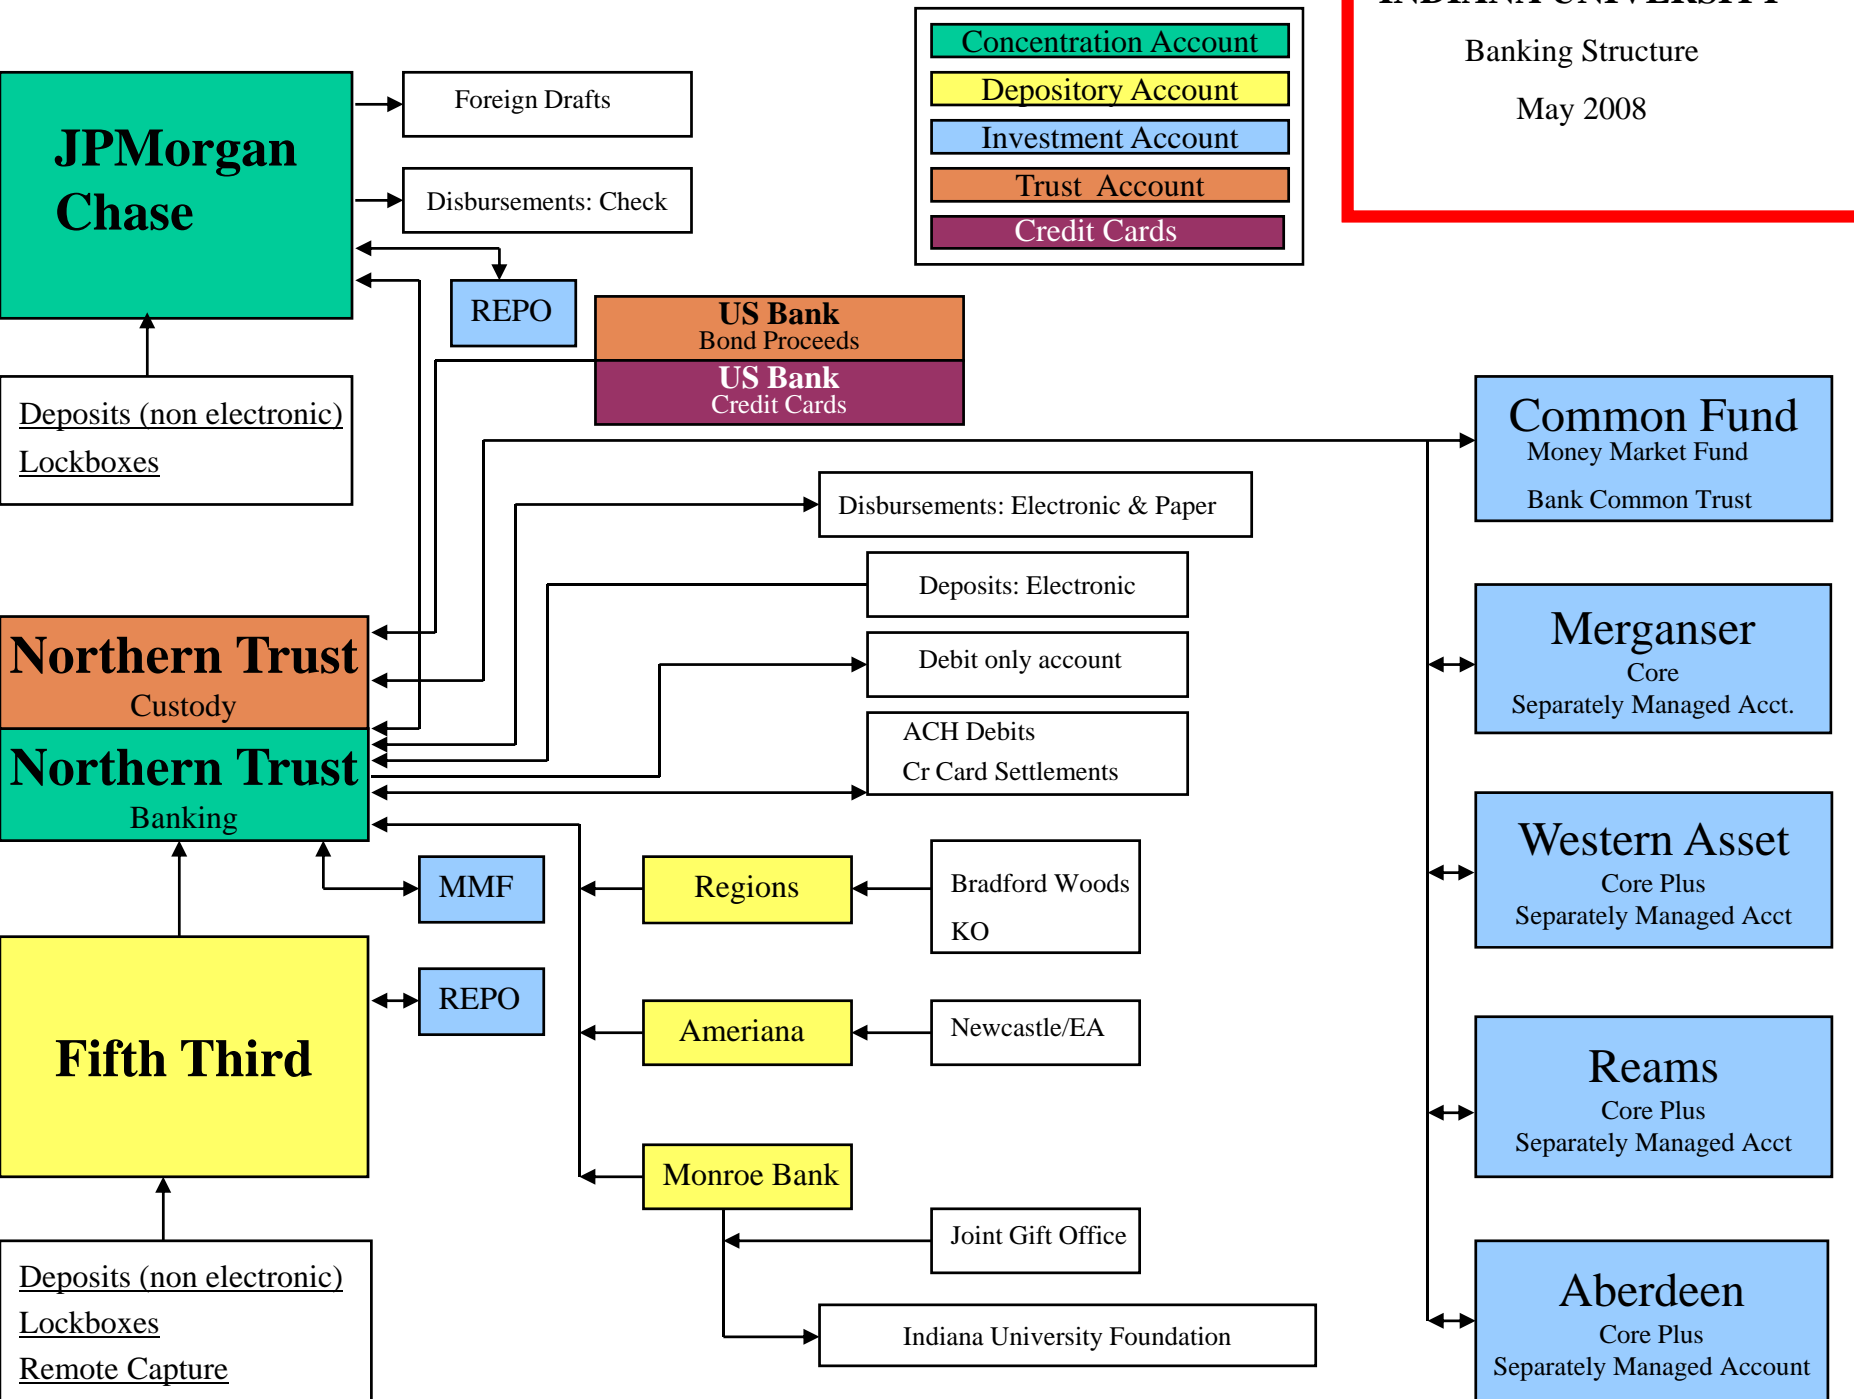 INDIANA UNIVERSITY
Banking Structure
May 2008
Concentration Account
Depository Account
Investment Account
Trust  Account
Credit Cards
JPMorgan
Chase
Foreign Drafts
Disbursements: Check
REPO
US Bank
Bond Proceeds
US Bank
Credit Cards
Deposits (non electronic)
Lockboxes
Common Fund
Money Market Fund
Bank Common Trust
Disbursements: Electronic & Paper
Deposits: Electronic
Debit only account
ACH Debits
Cr Card Settlements
Northern Trust
Custody
Northern Trust
Banking
Merganser
Core
Separately Managed Acct.
Western Asset
Core Plus
Separately Managed Acct
MMF
Regions
Bradford Woods
KO
REPO
Ameriana
Newcastle/EA
Fifth Third
Reams
Core Plus
Separately Managed Acct
Monroe Bank
Joint Gift Office
Indiana University Foundation
Deposits (non electronic)
Lockboxes
Remote Capture
Aberdeen
Core Plus
Separately Managed Account